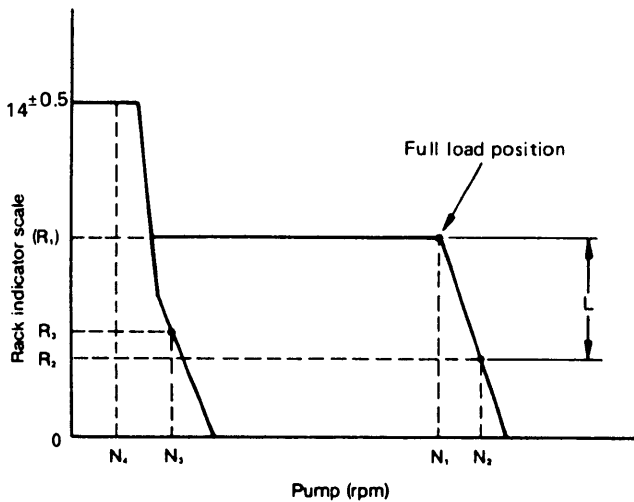 14±0.5
Full load position
(R₁)
L
R₃
R₂
0
N₄ N₃ N₁ N₂
Rack indicator scale
Pump (rpm)